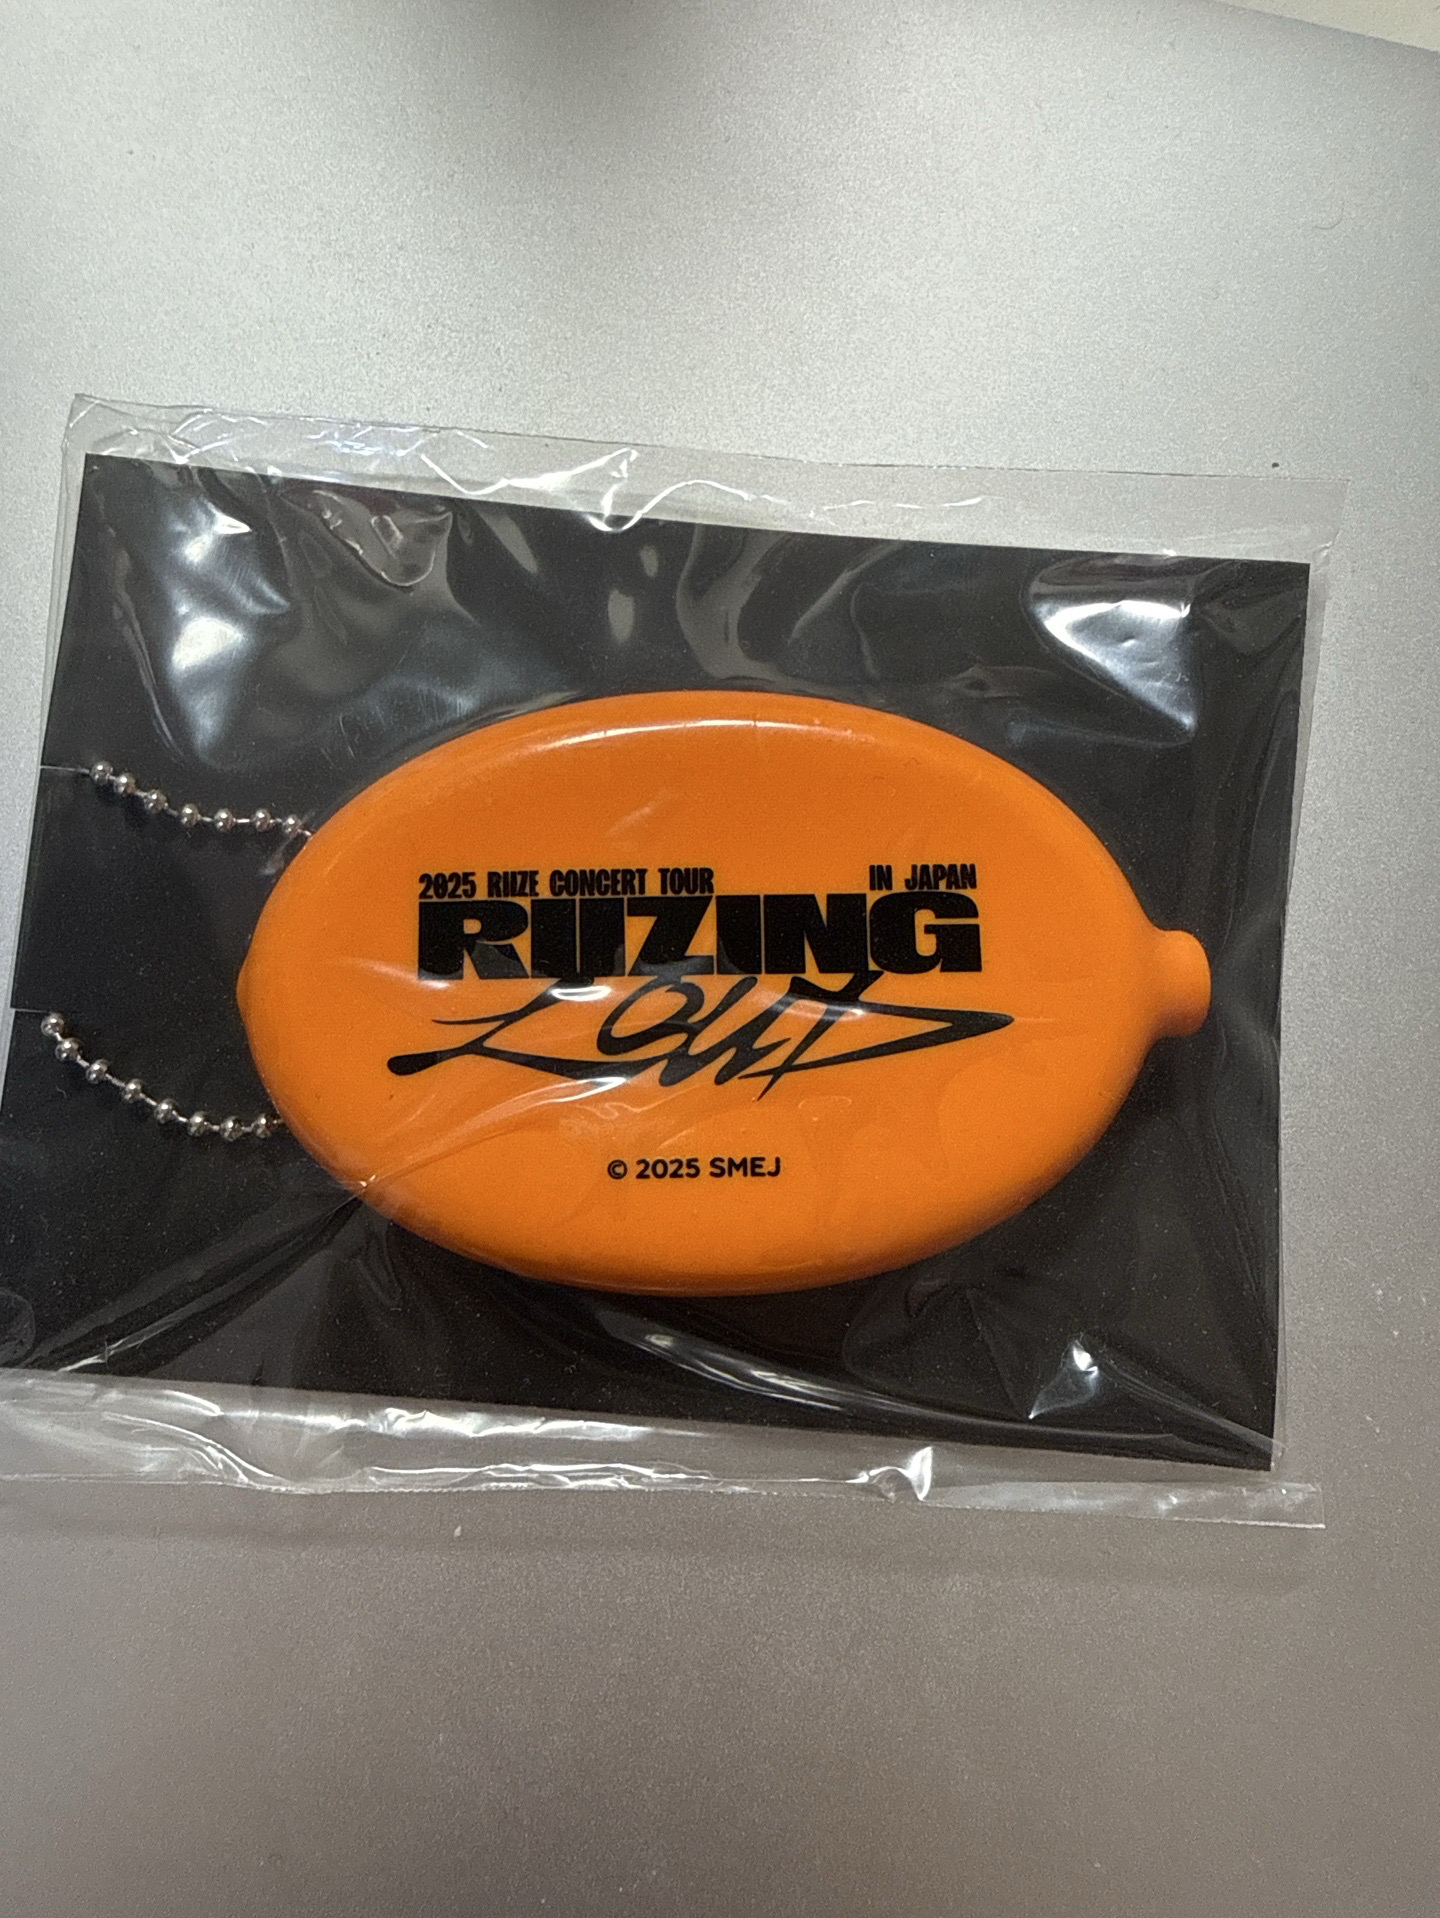 2025 RIIZE CONCERT TOUR IN JAPAN
RIIZING
LOUD
© 2025 SMEJ